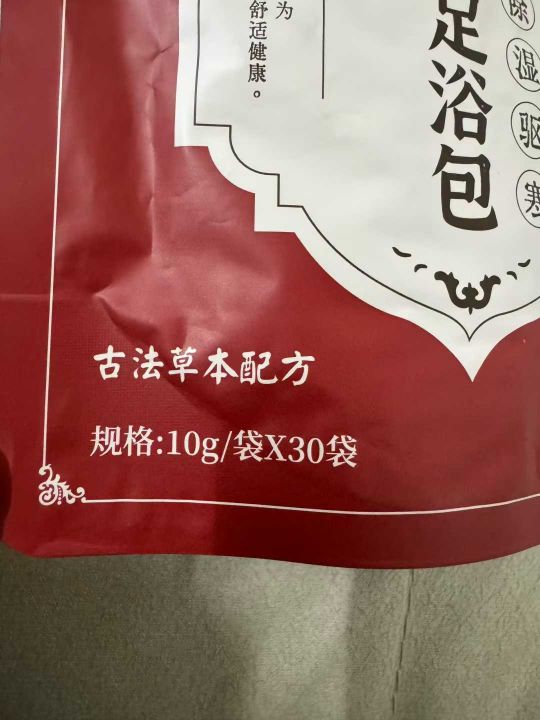 除湿驱寒
足浴包
为
舒适健康。
古法草本配方
规格:10g/袋X30袋